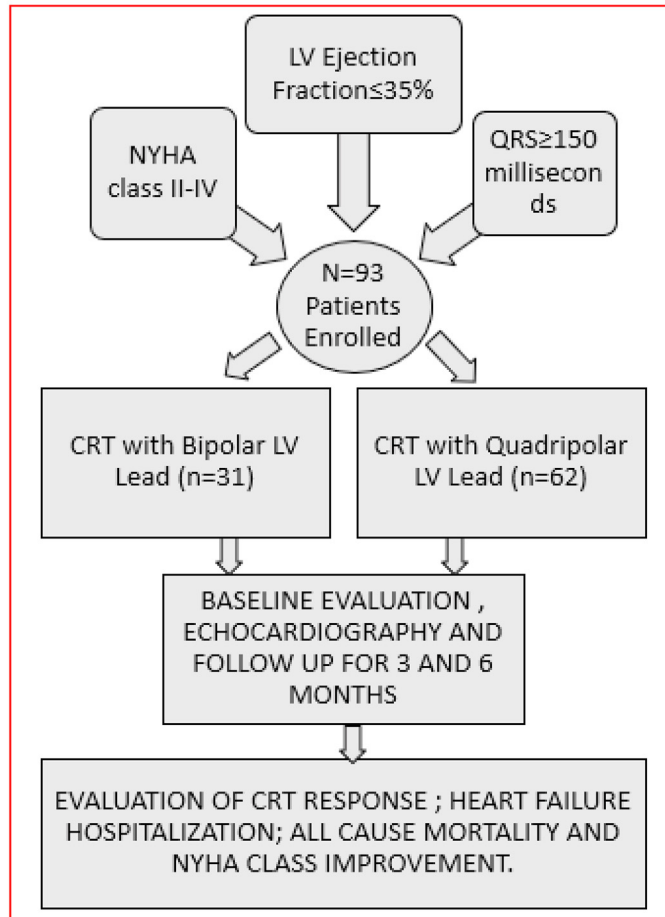 LV Ejection
Fraction≤35%
NYHA
class II-IV
QRS≥150
millisecon
ds
N=93
Patients
Enrolled
CRT with Bipolar LV
Lead (n=31)
CRT with Quadripolar
LV Lead (n=62)
BASELINE EVALUATION ,
ECHOCARDIOGRAPHY AND
FOLLOW UP FOR 3 AND 6
MONTHS
EVALUATION OF CRT RESPONSE ; HEART FAILURE
HOSPITALIZATION; ALL CAUSE MORTALITY AND
NYHA CLASS IMPROVEMENT.